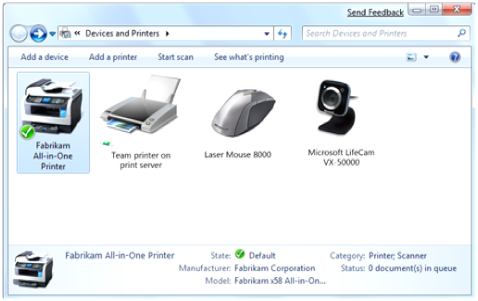 Send Feedback
« Devices and Printers ▸
Search Devices and Printers
Add a device Add a printer Start scan See what's printing
Fabrikam
All-in-One
Printer
Team printer on
print server
Laser Mouse 8000
Microsoft LifeCam
VX-50000
Fabrikam All-in-One Printer
State: Default
Category: Printer; Scanner
Manufacturer: Fabrikam Corporation
Status: 0 document(s) in queue
Model: Fabrikam x58 All-in-On...